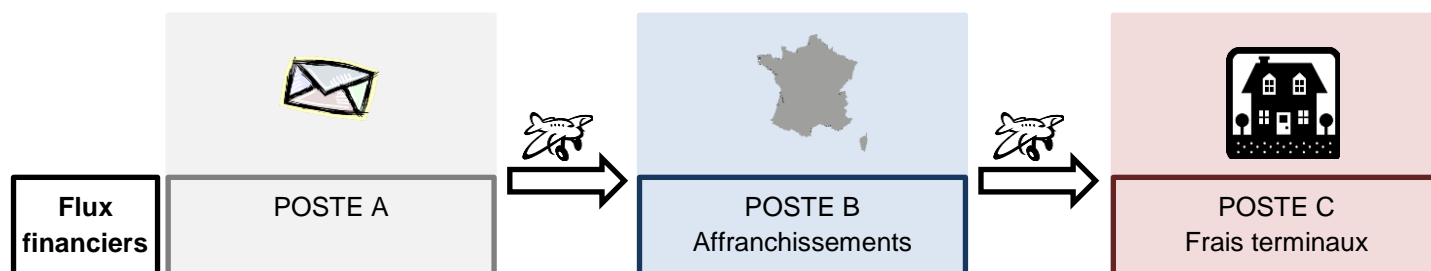 Flux
financiers
POSTE A
POSTE B
Affranchissements
POSTE C
Frais terminaux